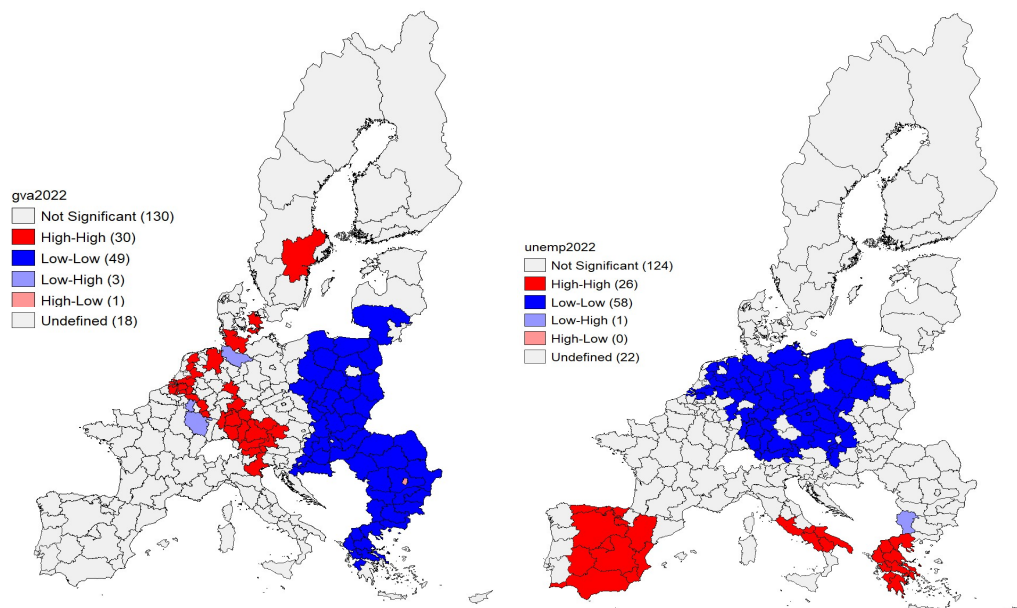 gva2022
Not Significant (130)
High-High (30)
Low-Low (49)
Low-High (3)
High-Low (1)
Undefined (18)
unemp2022
Not Significant (124)
High-High (26)
Low-Low (58)
Low-High (1)
High-Low (0)
Undefined (22)